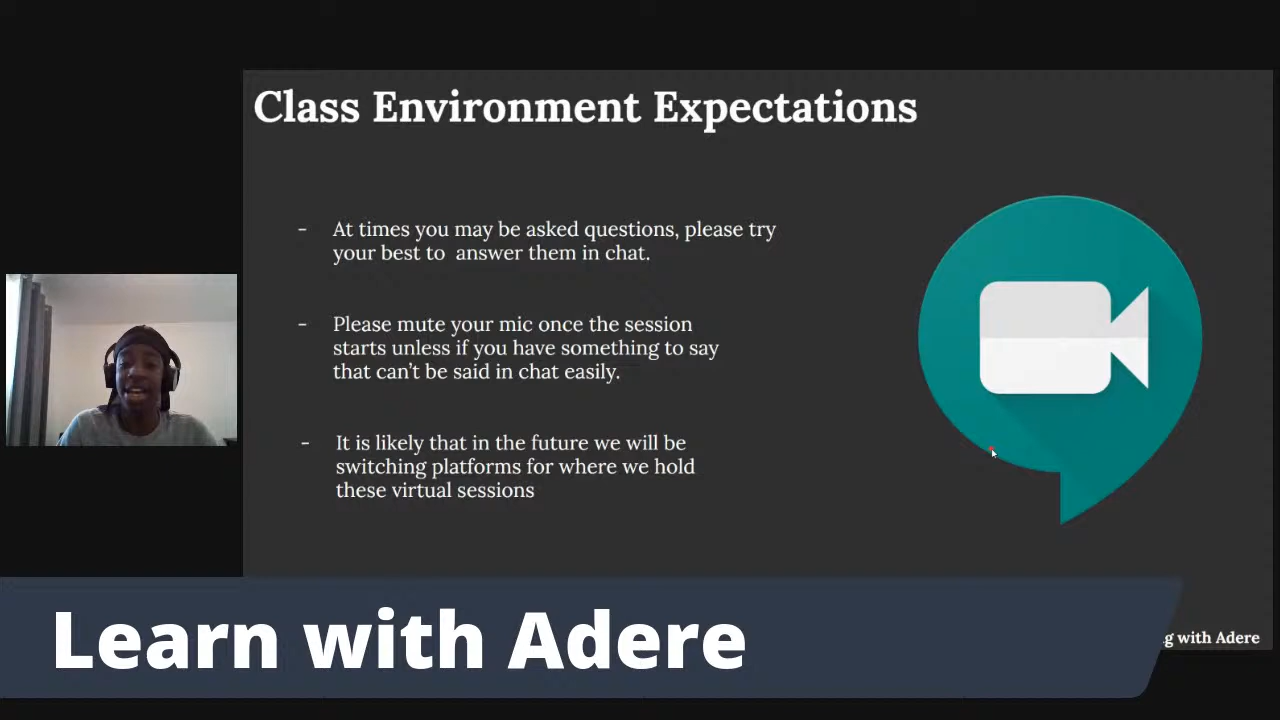 Class Environment Expectations
- At times you may be asked questions, please try
your best to  answer them in chat.
- Please mute your mic once the session
starts unless if you have something to say
that can’t be said in chat easily.
- It is likely that in the future we will be
switching platforms for where we hold
these virtual sessions
Learn with Adere
with Adere